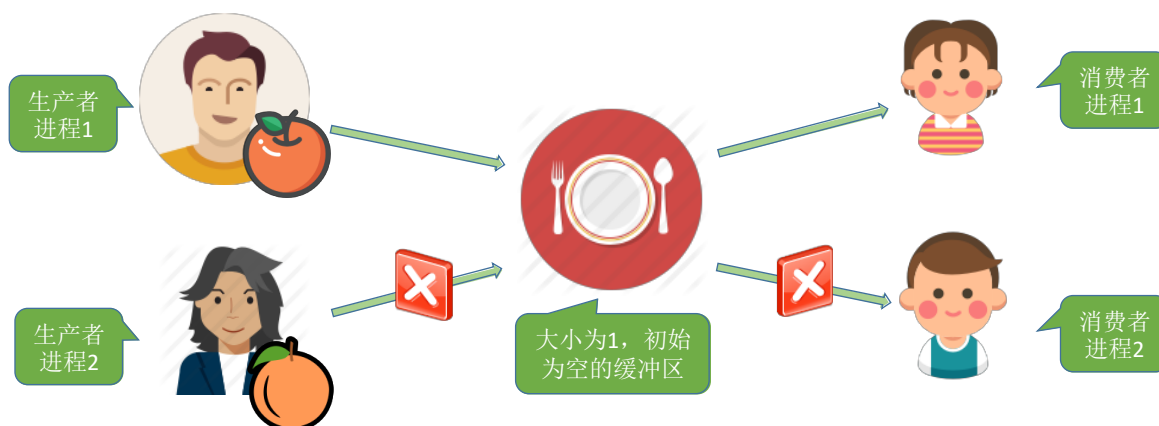 生产者
进程1
消费者
进程1
生产者
进程2
大小为1，初始
为空的缓冲区
消费者
进程2